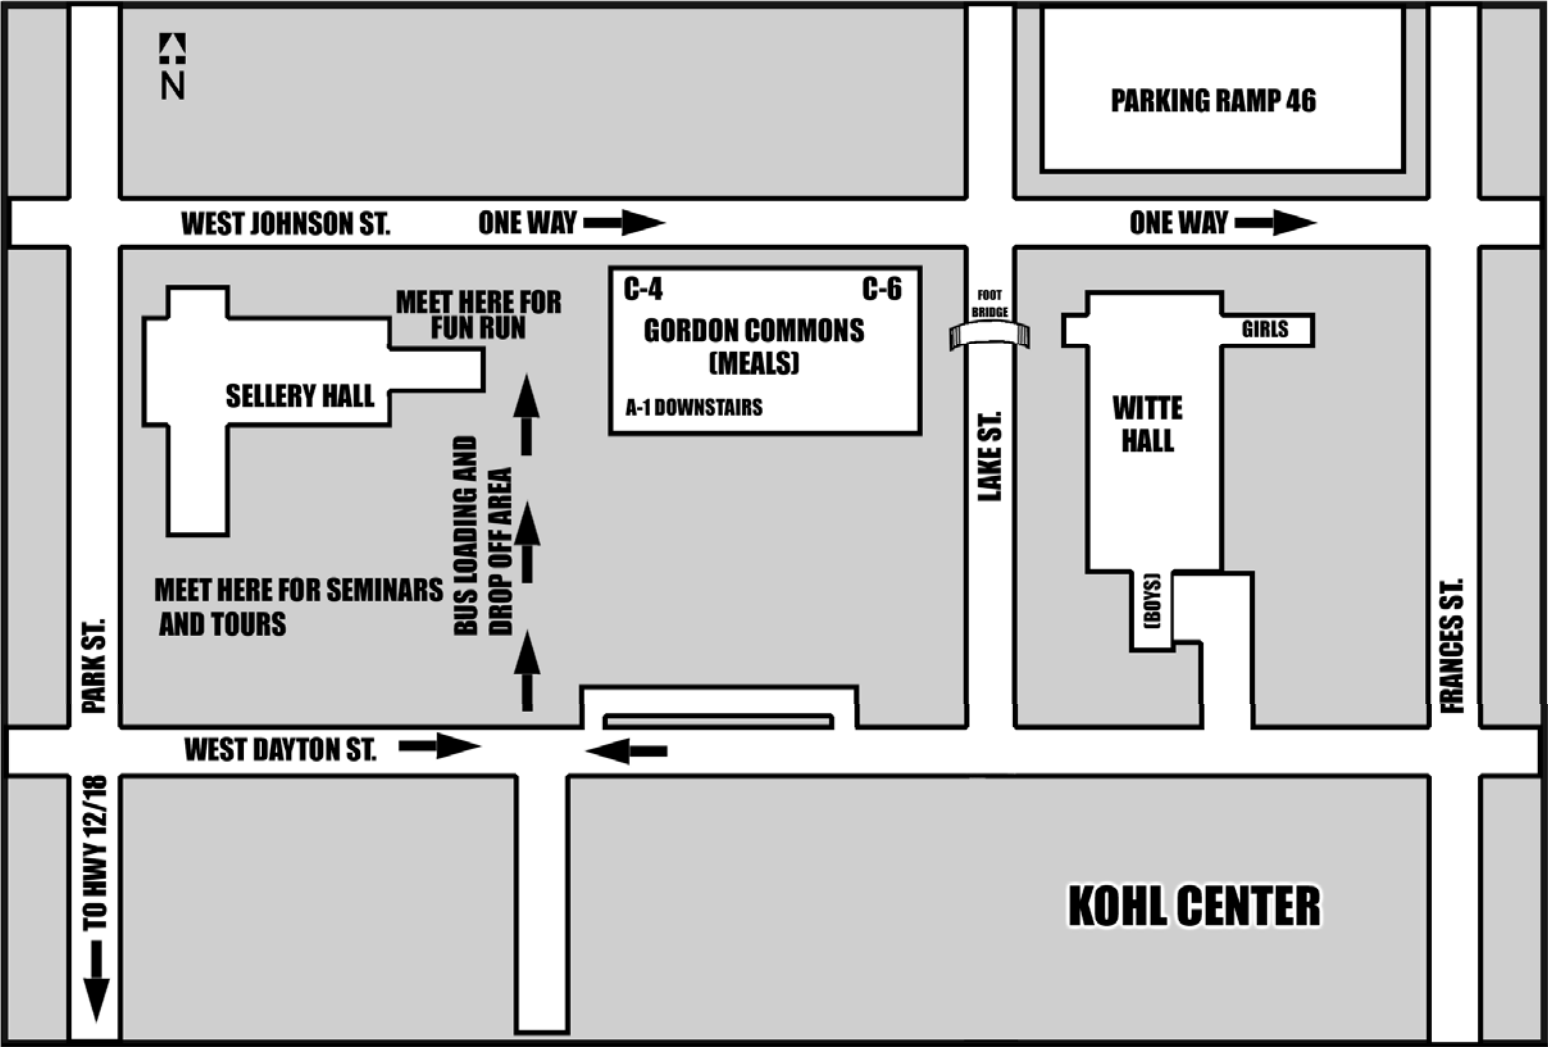 N
PARKING RAMP 46
WEST JOHNSON ST.
ONE WAY
ONE WAY
MEET HERE FOR
FUN RUN
C-4
C-6
GORDON COMMONS
(MEALS)
A-1 DOWNSTAIRS
FOOT
BRIDGE
GIRLS
SELLERY HALL
WITTE
HALL
LAKE ST.
BUS LOADING AND
DROP OFF AREA
MEET HERE FOR SEMINARS
AND TOURS
(BOYS)
PARK ST.
FRANCES ST.
WEST DAYTON ST.
TO HWY 12/18
KOHL CENTER